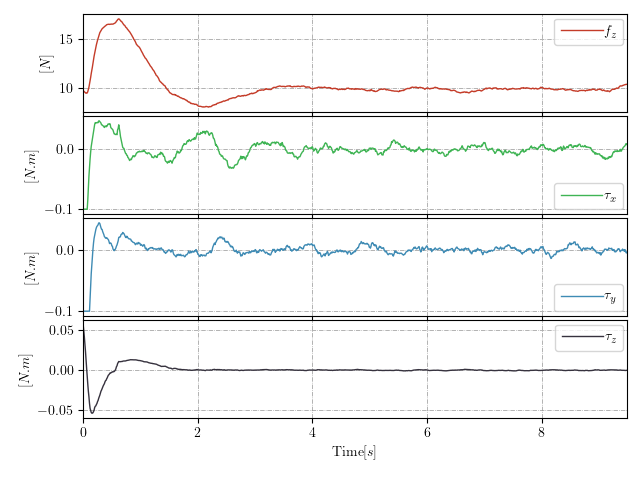 15
10
[N]
f_z
0.0
−0.1
[N.m]
τ_x
0.0
−0.1
[N.m]
τ_y
0.05
0.00
−0.05
[N.m]
τ_z
0 2 4 6 8
Time[s]